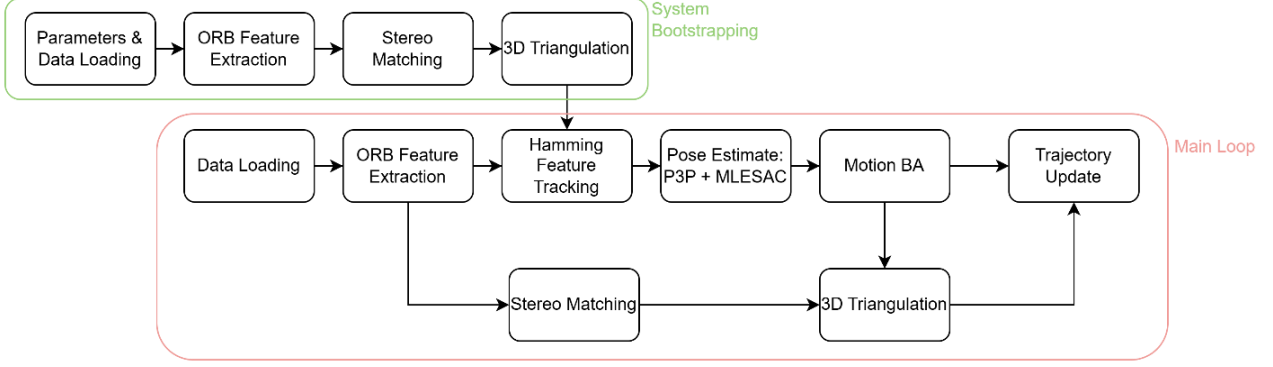 System
Bootstrapping
Parameters &
Data Loading
ORB Feature
Extraction
Stereo
Matching
3D Triangulation
Main Loop
Data Loading
ORB Feature
Extraction
Hamming
Feature
Tracking
Pose Estimate:
P3P + MLESAC
Motion BA
Trajectory
Update
Stereo Matching
3D Triangulation